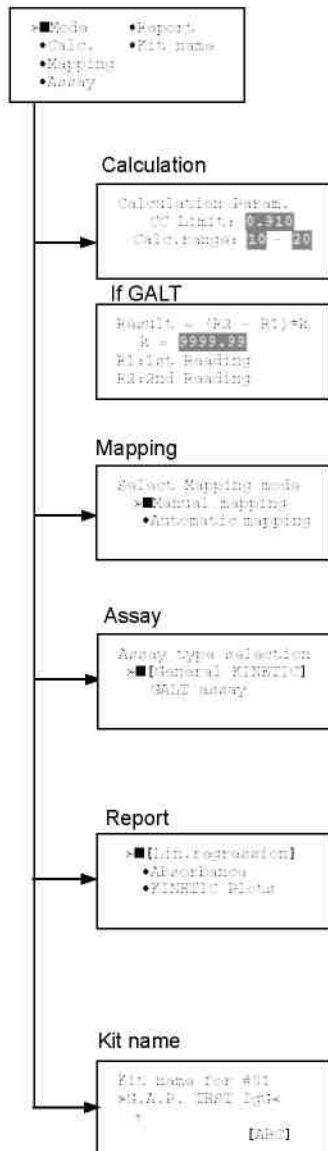 »■Mode •Report
•Calc. •Kit name
•Mapping
•Assay
Calculation
Calculation Param.
CC Limit: 0.910
Calc.range: 10 - 20
If GALT
Result = (R2 - R1)*k
k = 9999.99
R1:1st Reading
R2:2nd Reading
Mapping
Select Mapping mode
»■Manual mapping
•Automatic mapping
Assay
Assay type selection
»■[General KINETIC]
GALT assay
Report
»■[Lin.regression]
•Absorbance
•KINETIC Plots
Kit name
Kit name for #01
»G.A.P. TEST IgG«
↑
[ABC]